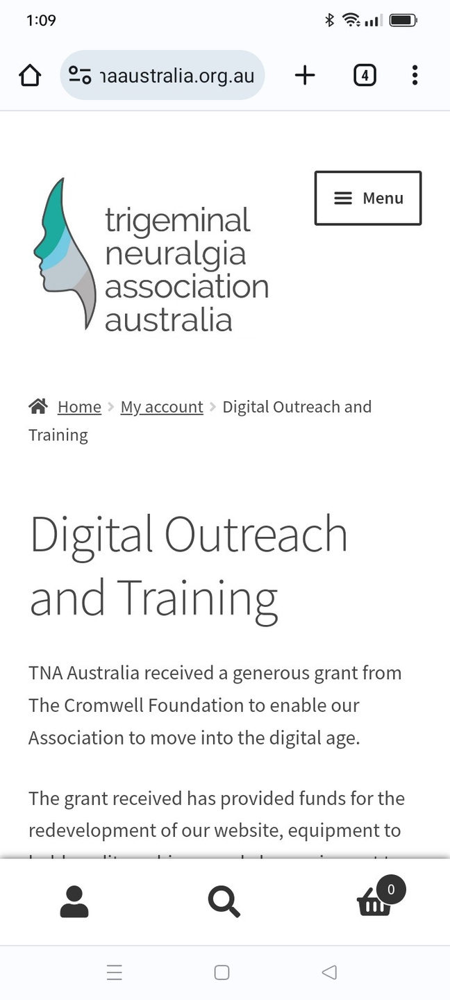 1:09
naaustralia.org.au
4
Menu
trigeminal
neuralgia
association
australia
Home > My account > Digital Outreach and
Training
Digital Outreach
and Training
TNA Australia received a generous grant from
The Cromwell Foundation to enable our
Association to move into the digital age.
The grant received has provided funds for the
redevelopment of our website, equipment to
0